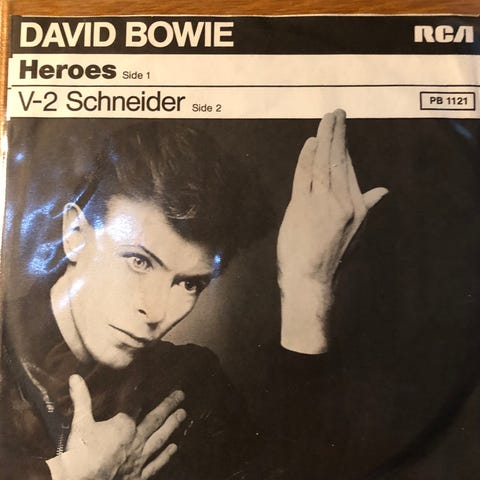 DAVID BOWIE RCA
Heroes Side 1
V-2 Schneider Side 2 PB 1121